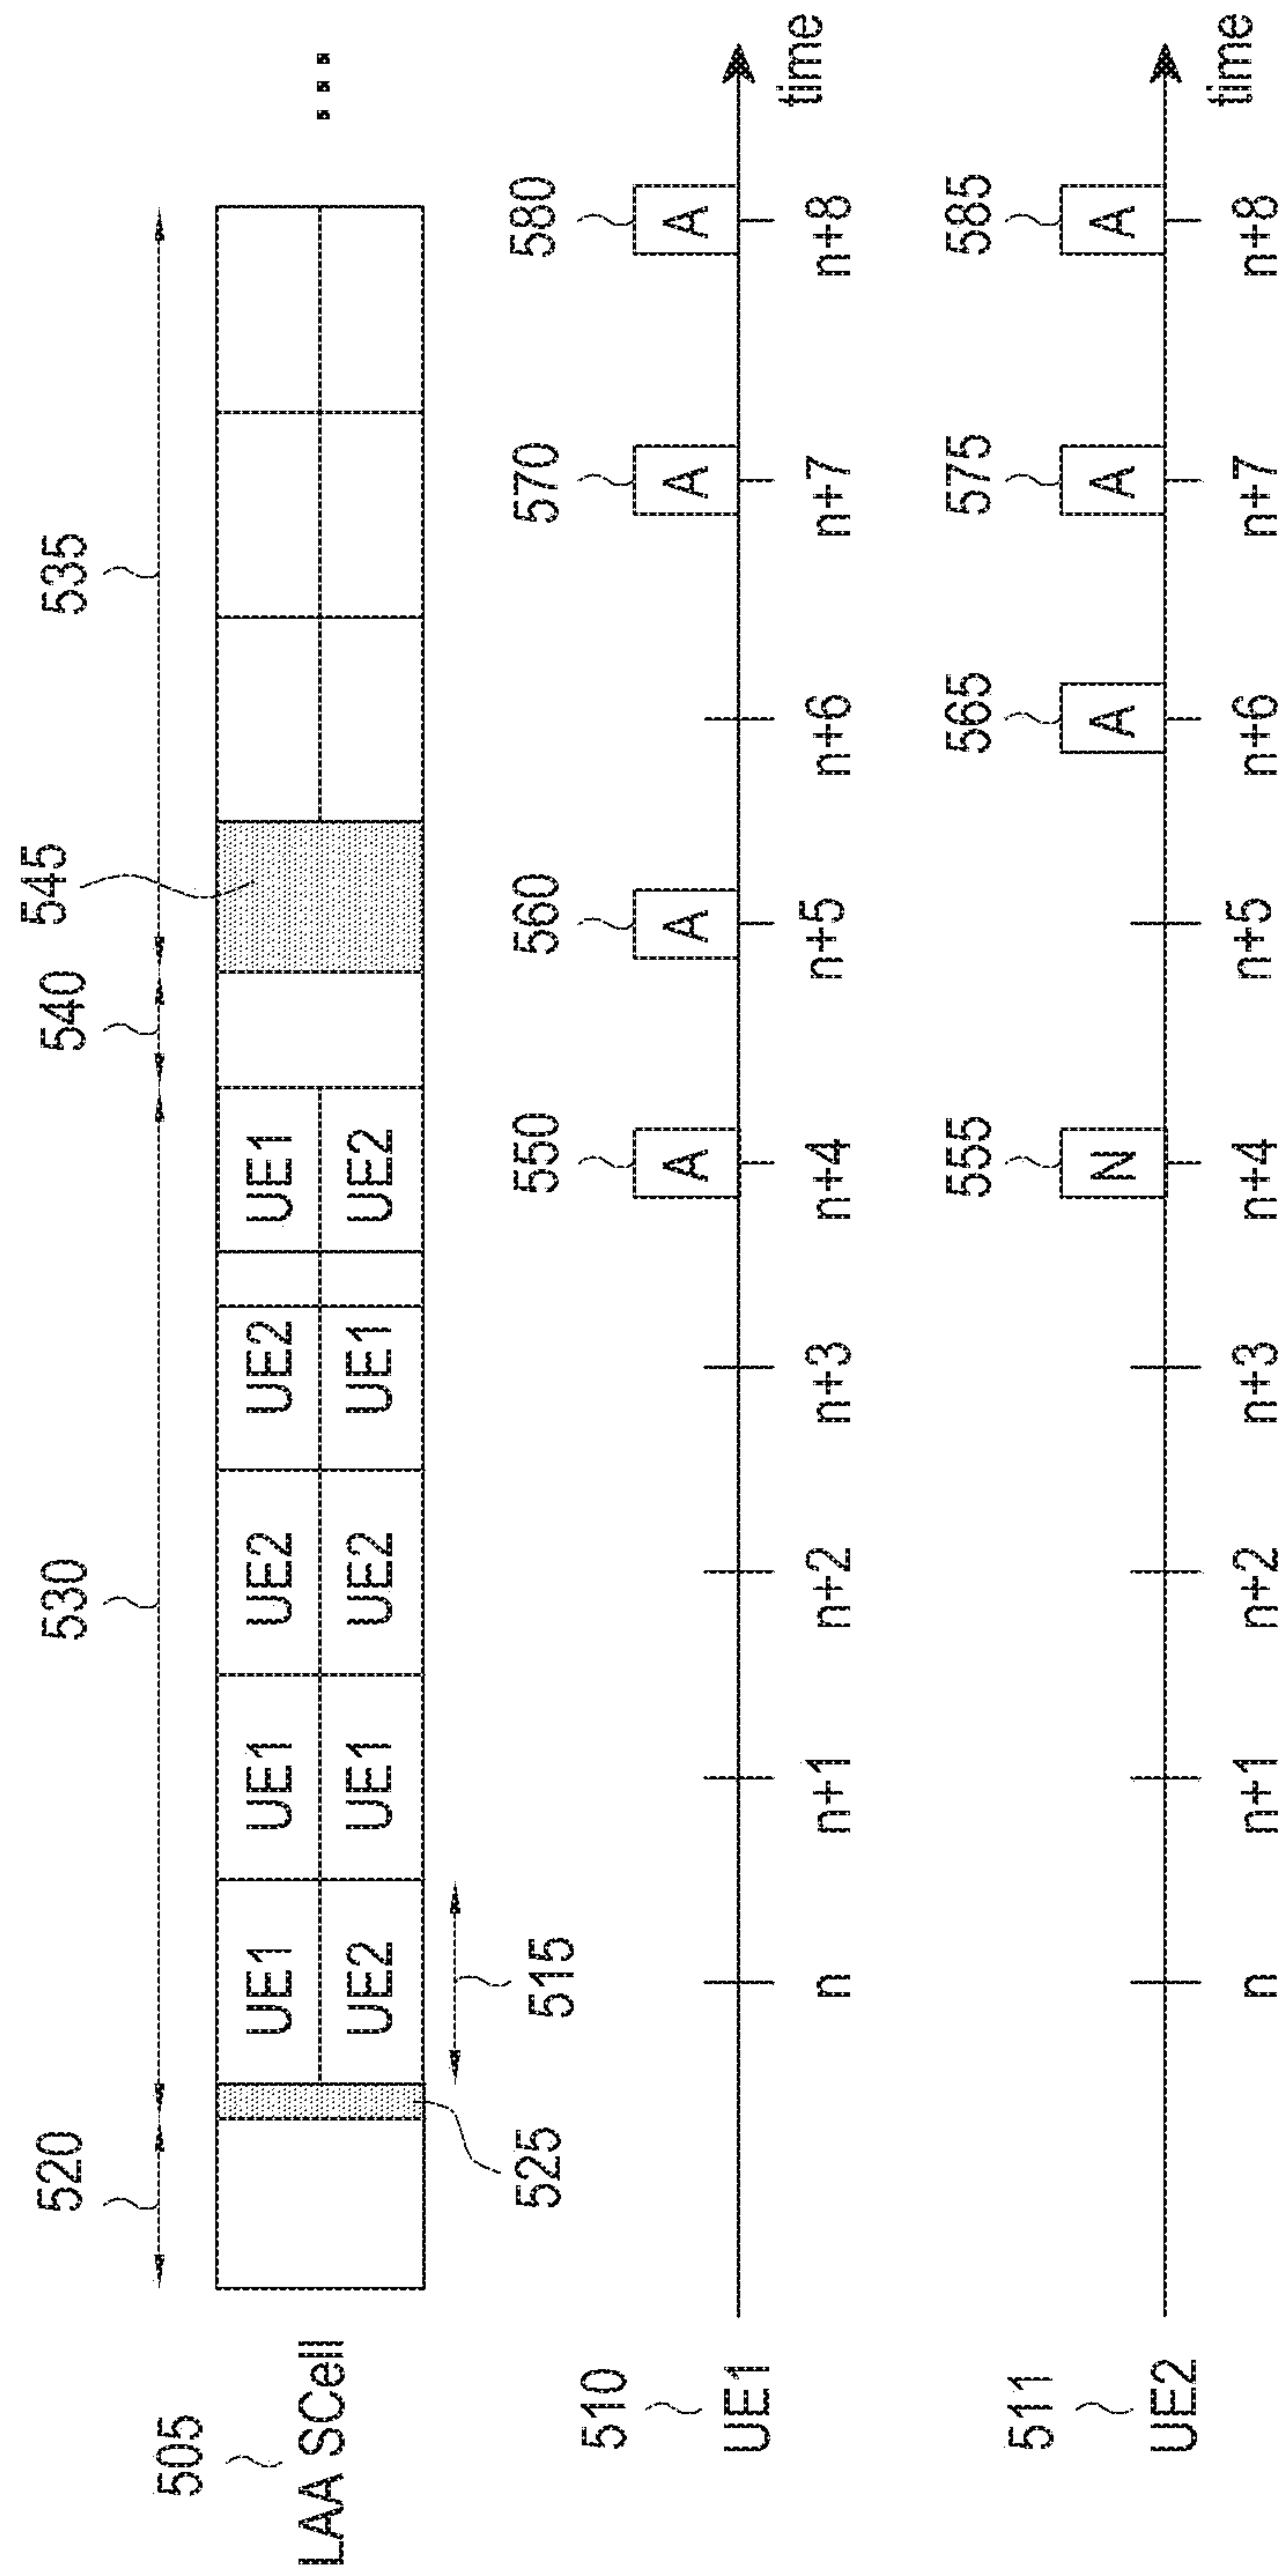 520 530 540 545 535
505
LAA SCell
UE1 UE1 UE2 UE2 UE1
UE2 UE1 UE2 UE1 UE2
...
525 515
550 560 570 580
510
UE1
A A A A
n n+1 n+2 n+3 n+4 n+5 n+6 n+7 n+8 time
555 565 575 585
511
UE2
N A A A
n n+1 n+2 n+3 n+4 n+5 n+6 n+7 n+8 time